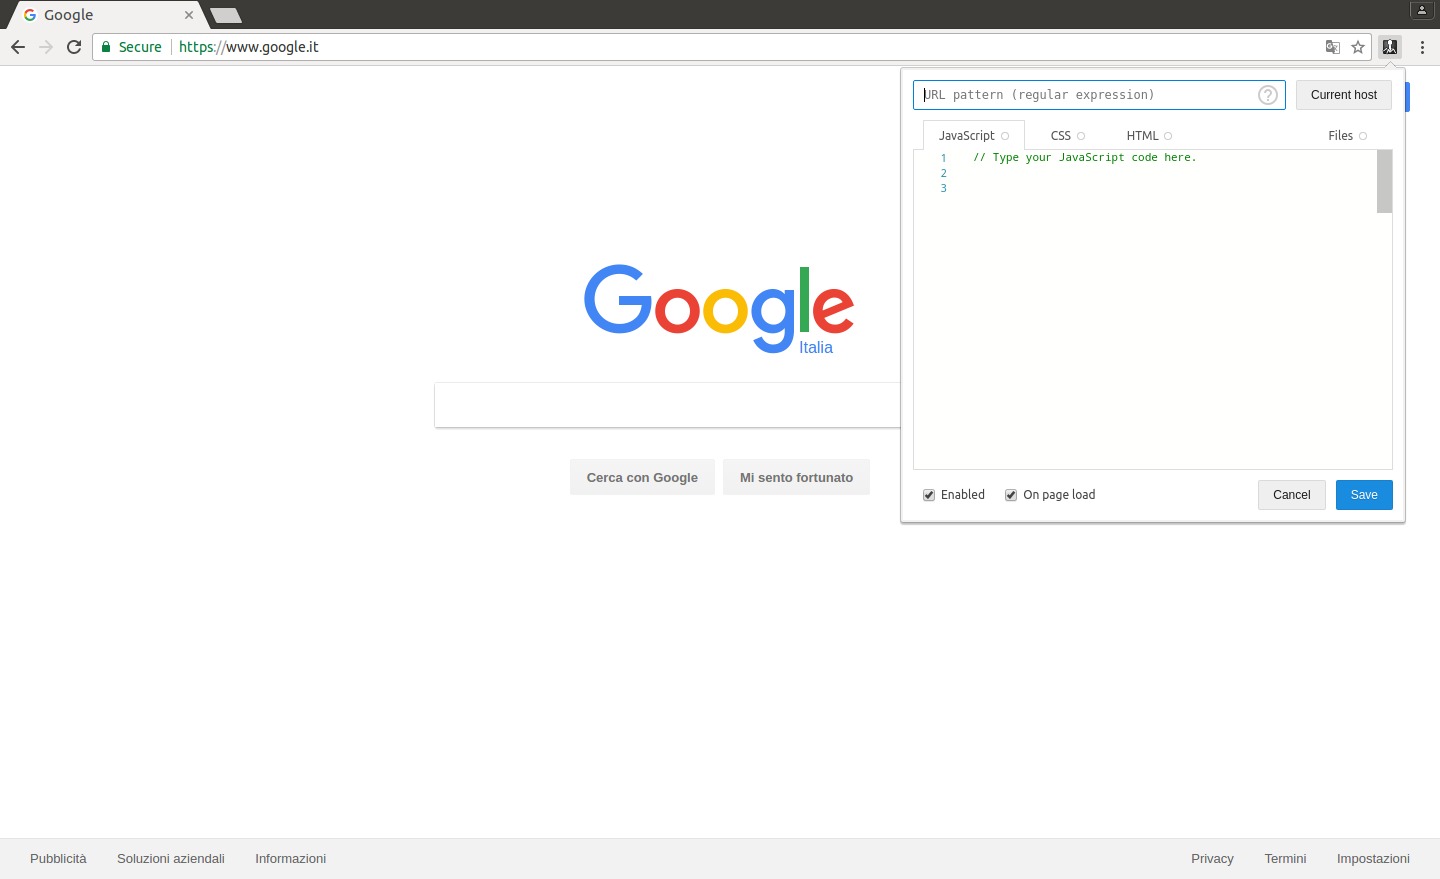 Google
Secure https://www.google.it
URL pattern (regular expression) ? Current host
JavaScript CSS HTML Files
1 // Type your JavaScript code here.
2
3
Google
Italia
Cerca con Google Mi sento fortunato
Enabled On page load Cancel Save
Pubblicità Soluzioni aziendali Informazioni Privacy Termini Impostazioni